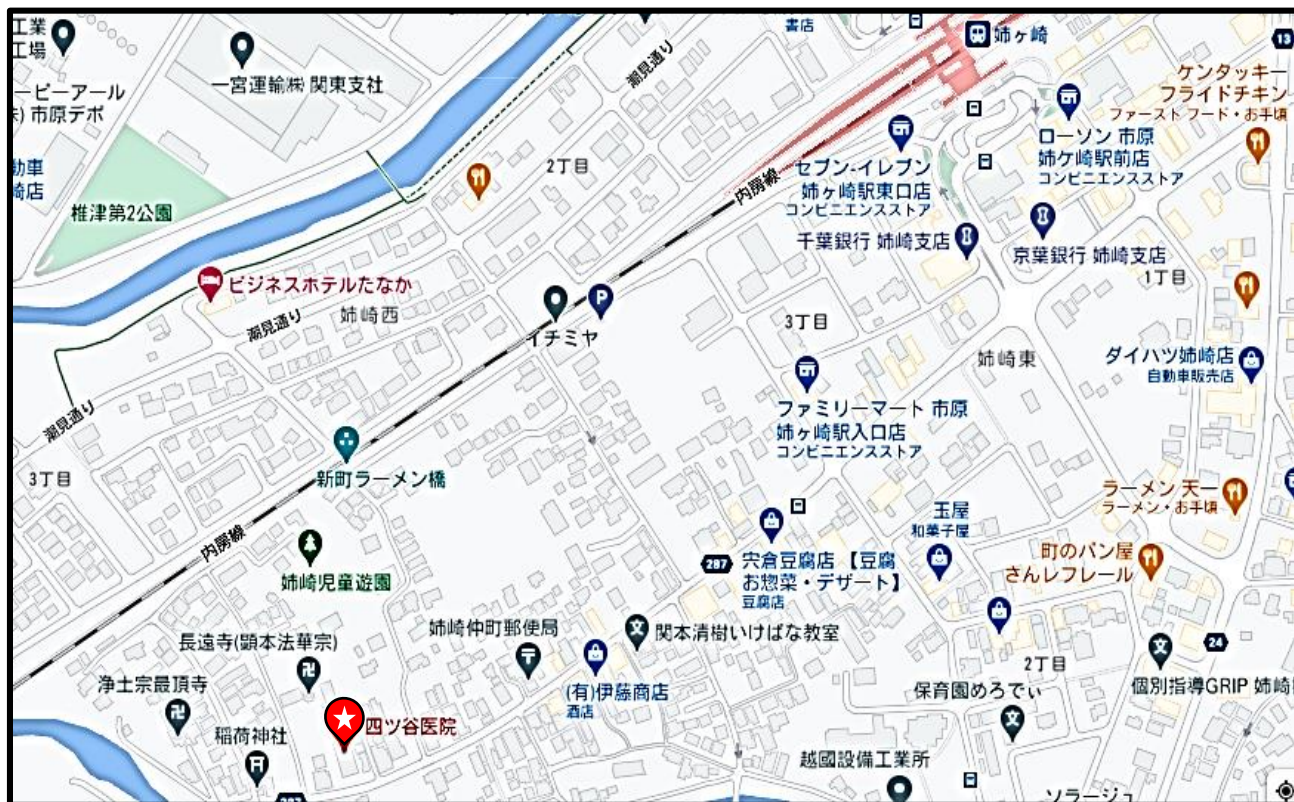 工業
工場
一宮運輸㈱ 関東支社
ーピーアール
㈱ 市原デポ
動車
崎店
椎津第2公園
書店
潮見通り
姉ヶ崎
13
ケンタッキー
フライドチキン
ファースト フード・お手頃
ローソン 市原
姉ケ崎駅前店
コンビニエンスストア
2丁目
内房線
セブン-イレブン
姉ヶ崎駅東口店
コンビニエンスストア
千葉銀行 姉崎支店
京葉銀行 姉崎支店
1丁目
ビジネスホテルたなか
潮見通り
姉崎西
P
イチミヤ
3丁目
姉崎東
ダイハツ姉崎店
自動車販売店
ファミリーマート 市原
姉ヶ崎駅入口店
コンビニエンスストア
潮見通り
3丁目
新町ラーメン橋
内房線
姉崎児童遊園
ラーメン 天一
ラーメン・お手頃
玉屋
和菓子屋
町のパン屋
さんレフレール
287
宍倉豆腐店 【豆腐
お惣菜・デザート】
豆腐店
長遠寺(顕本法華宗)
姉崎仲町郵便局
関本清樹いけばな教室
24
2丁目
浄土宗最頂寺
(有)伊藤商店
酒店
保育園めろでぃ
個別指導GRIP 姉崎
稲荷神社
四ツ谷医院
越國設備工業所
287
ソラージュ